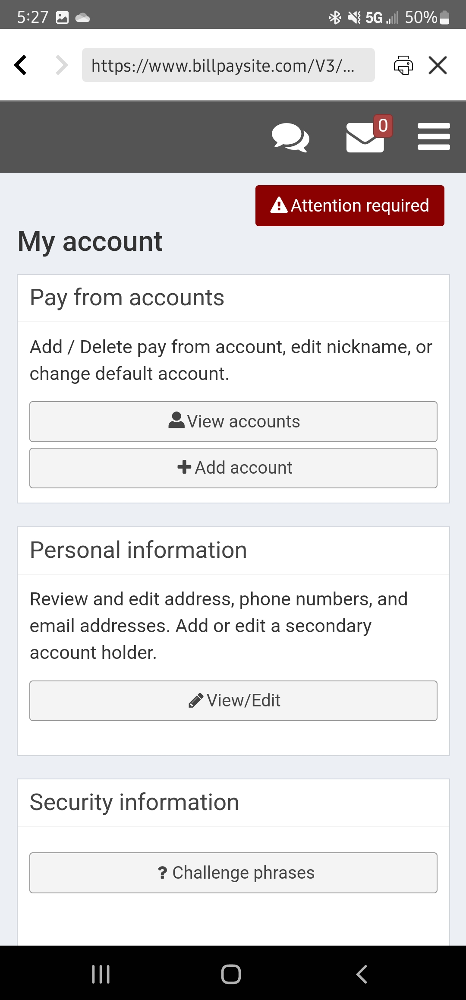 5:27
5G 50%
https://www.billpaysite.com/V3/...
0
Attention required
My account
Pay from accounts
Add / Delete pay from account, edit nickname, or
change default account.
View accounts
Add account
Personal information
Review and edit address, phone numbers, and
email addresses. Add or edit a secondary
account holder.
View/Edit
Security information
? Challenge phrases